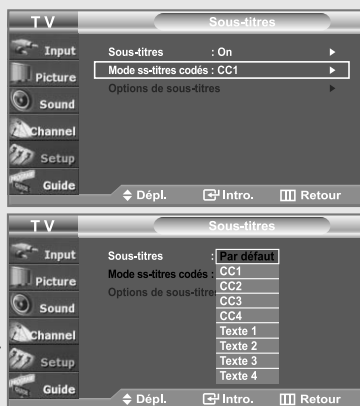 TV
Sous-titres
Input
Picture
Sound
Channel
Setup
Guide
Sous-titres : On
Mode ss-titres codés : CC1
Options de sous-titres
Dépl. Intro. Retour
TV
Sous-titres
Input
Picture
Sound
Channel
Setup
Guide
Sous-titres : Par défaut
Mode ss-titres codés : CC1
Options de sous-titre CC2
CC3
CC4
Texte 1
Texte 2
Texte 3
Texte 4
Dépl. Intro. Retour